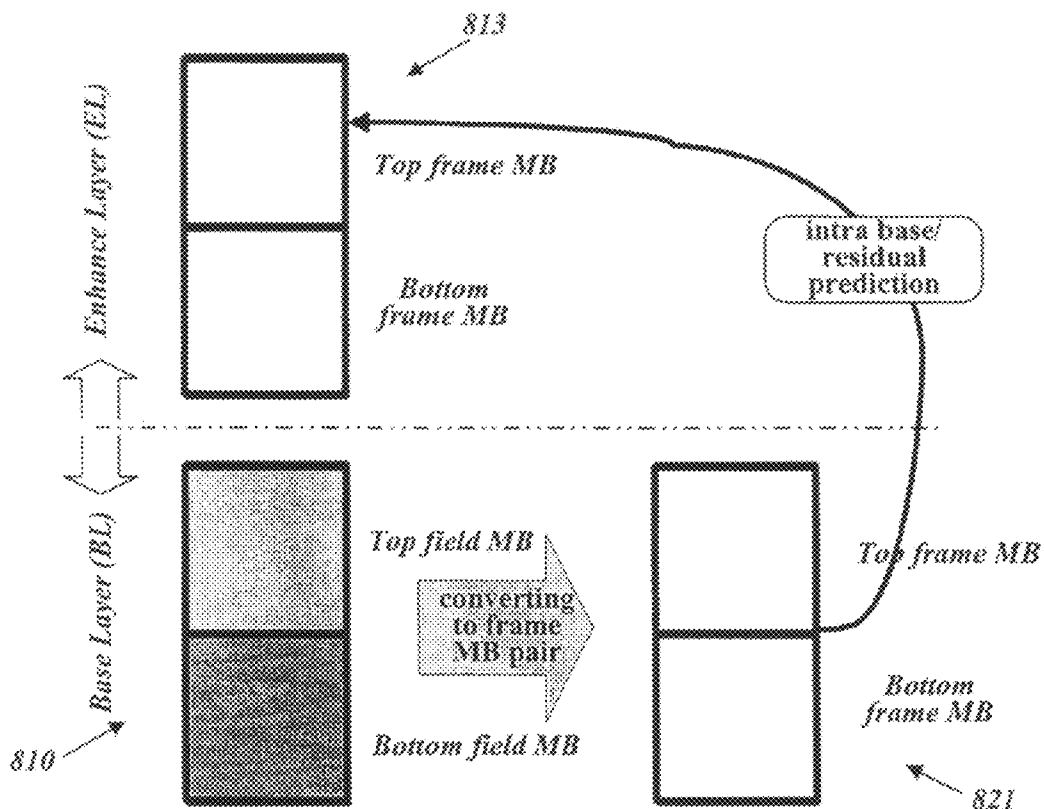 813
Enhance Layer (EL)
Top frame MB
intra base/
residual
prediction
Bottom
frame MB
Base Layer (BL)
Top field MB
converting
to frame
MB pair
Top frame MB
Bottom
frame MB
Bottom field MB
810
821